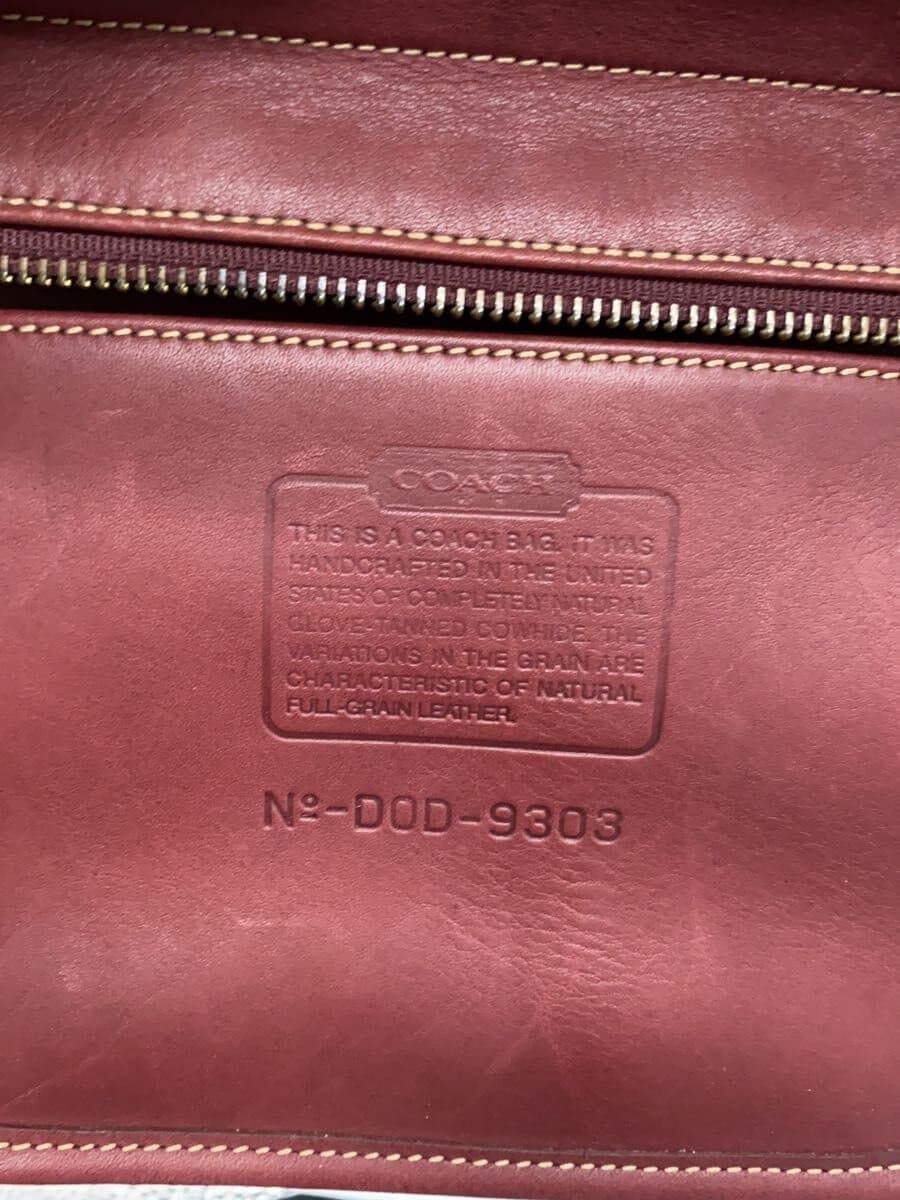 COACH
THIS IS A COACH BAG. IT WAS
HANDCRAFTED IN THE UNITED
STATES OF COMPLETELY NATURAL
GLOVE-TANNED COWHIDE. THE
VARIATIONS IN THE GRAIN ARE
CHARACTERISTIC OF NATURAL
FULL-GRAIN LEATHER.
Nº-DOD-9303